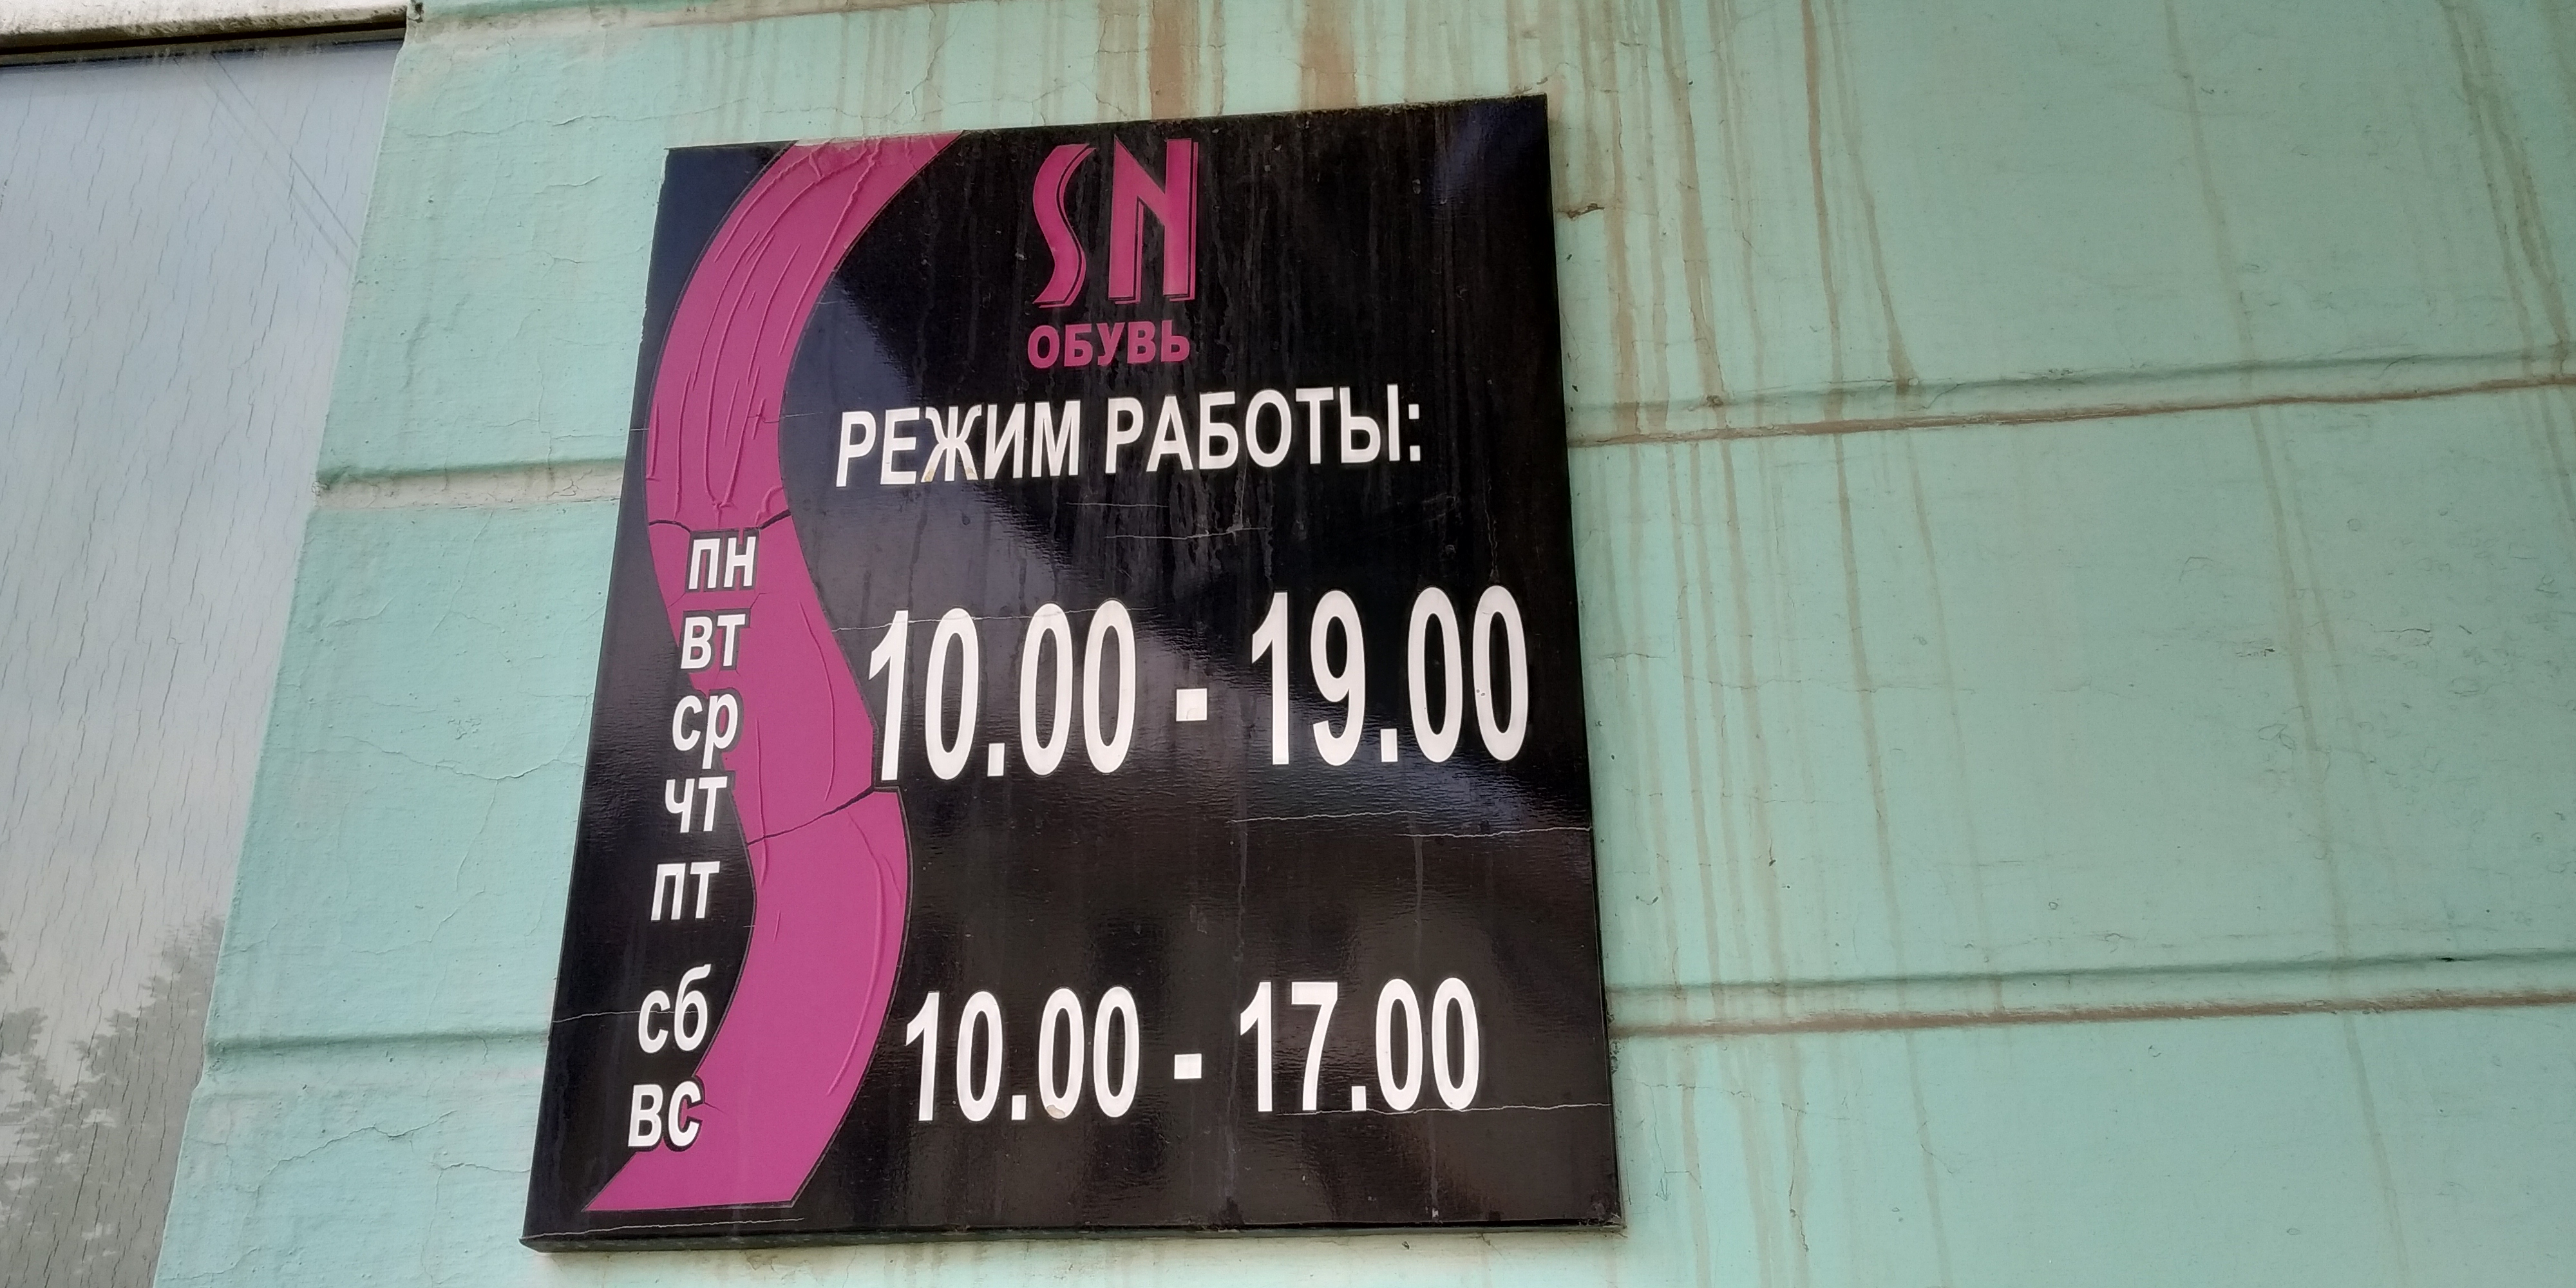 SN
ОБУВЬ
РЕЖИМ РАБОТЫ:
пн
вт
ср
чт
пт
10.00 - 19.00
сб
вс
10.00 - 17.00